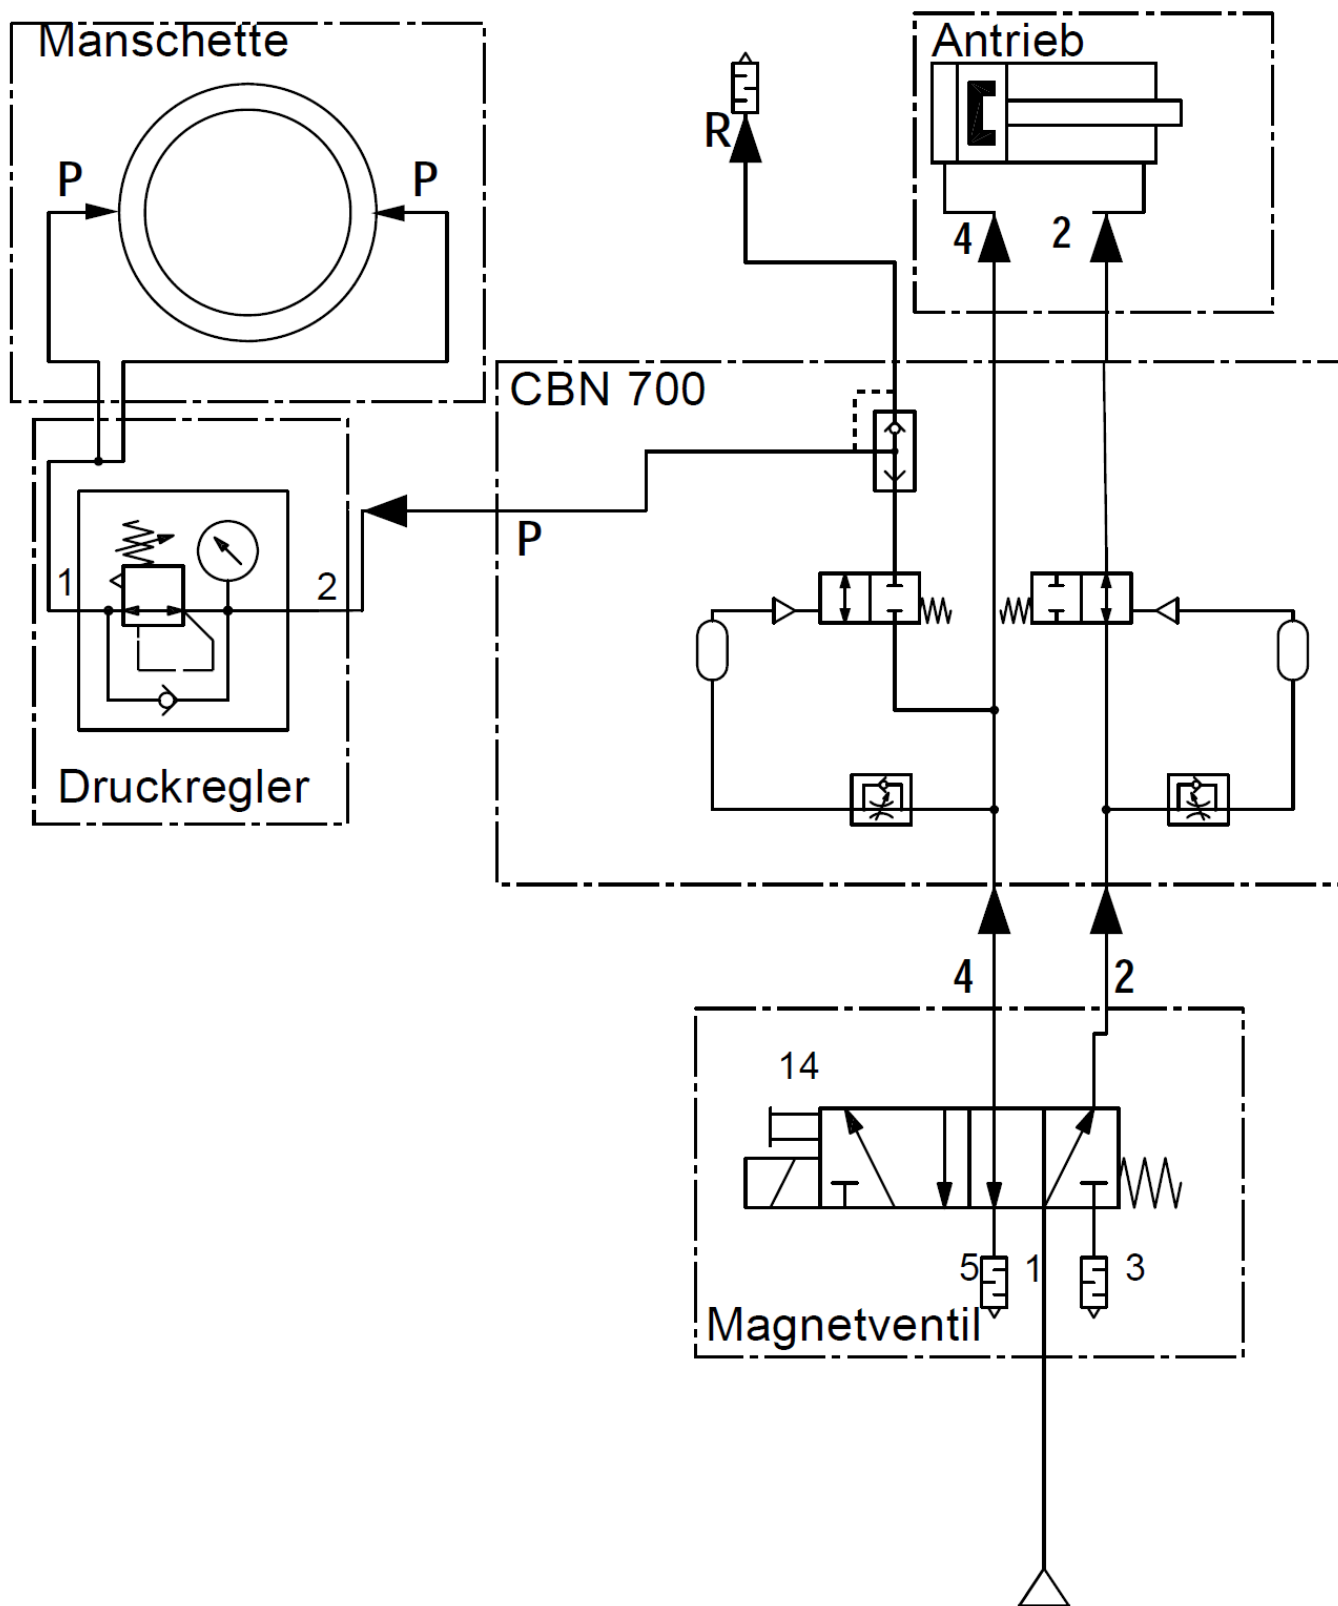 Manschette
Antrieb
R
P
P
4
2
CBN 700
P
1
2
Druckregler
4
2
14
5
1
3
Magnetventil